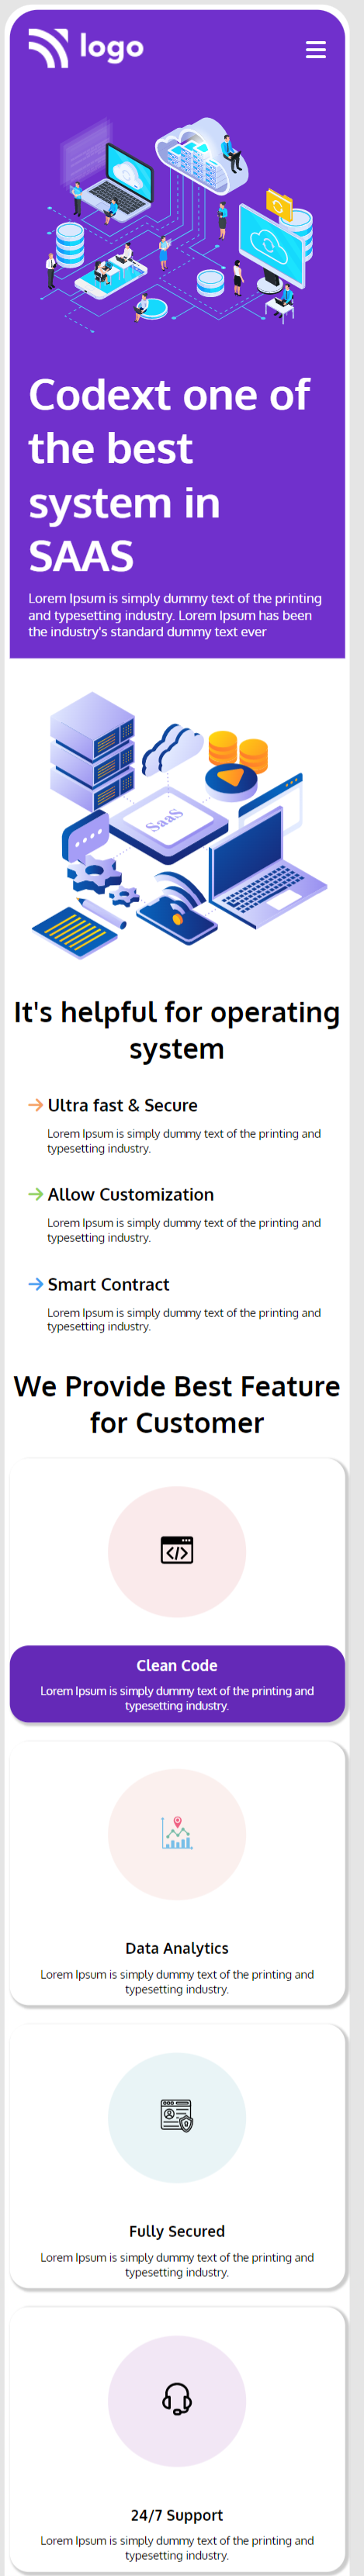 logo
Codext one of
the best
system in
SAAS
Lorem Ipsum is simply dummy text of the printing
and typesetting industry. Lorem Ipsum has been
the industry's standard dummy text ever
SaaS
It's helpful for operating
system
Ultra fast & Secure
Lorem Ipsum is simply dummy text of the printing and
typesetting industry.
Allow Customization
Lorem Ipsum is simply dummy text of the printing and
typesetting industry.
Smart Contract
Lorem Ipsum is simply dummy text of the printing and
typesetting industry.
We Provide Best Feature
for Customer
</>
Clean Code
Lorem Ipsum is simply dummy text of the printing and
typesetting industry.
Data Analytics
Lorem Ipsum is simply dummy text of the printing and
typesetting industry.
Fully Secured
Lorem Ipsum is simply dummy text of the printing and
typesetting industry.
24/7 Support
Lorem Ipsum is simply dummy text of the printing and
typesetting industry.